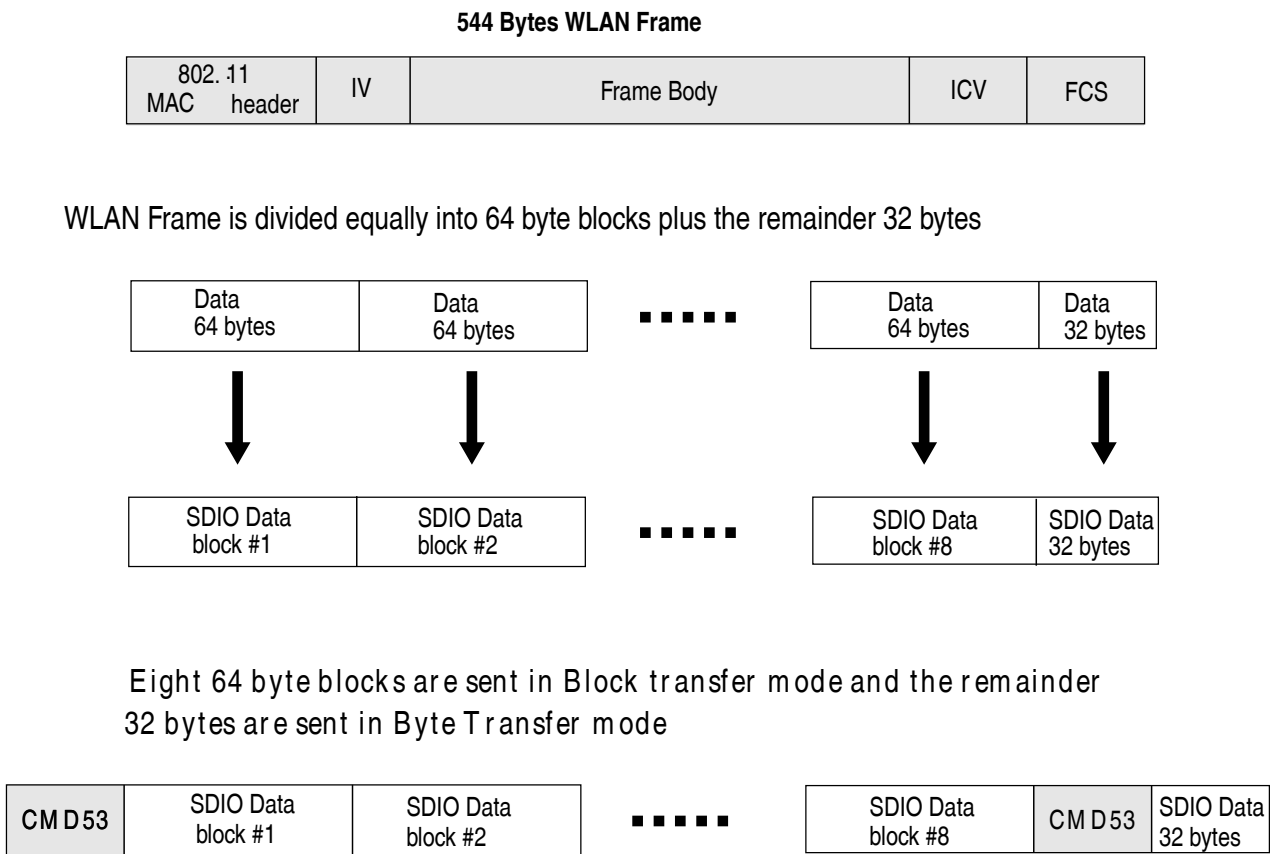 544 Bytes WLAN Frame
802.11
MAC header
IV
Frame Body
ICV
FCS
WLAN Frame is divided equally into 64 byte blocks plus the remainder 32 bytes
Data
64 bytes
Data
64 bytes
Data
64 bytes
Data
32 bytes
SDIO Data
block #1
SDIO Data
block #2
SDIO Data
block #8
SDIO Data
32 bytes
Eight 64 byte blocks are sent in Block transfer mode and the remainder
32 bytes are sent in Byte Transfer mode
CMD53
SDIO Data
block #1
SDIO Data
block #2
SDIO Data
block #8
CMD53
SDIO Data
32 bytes